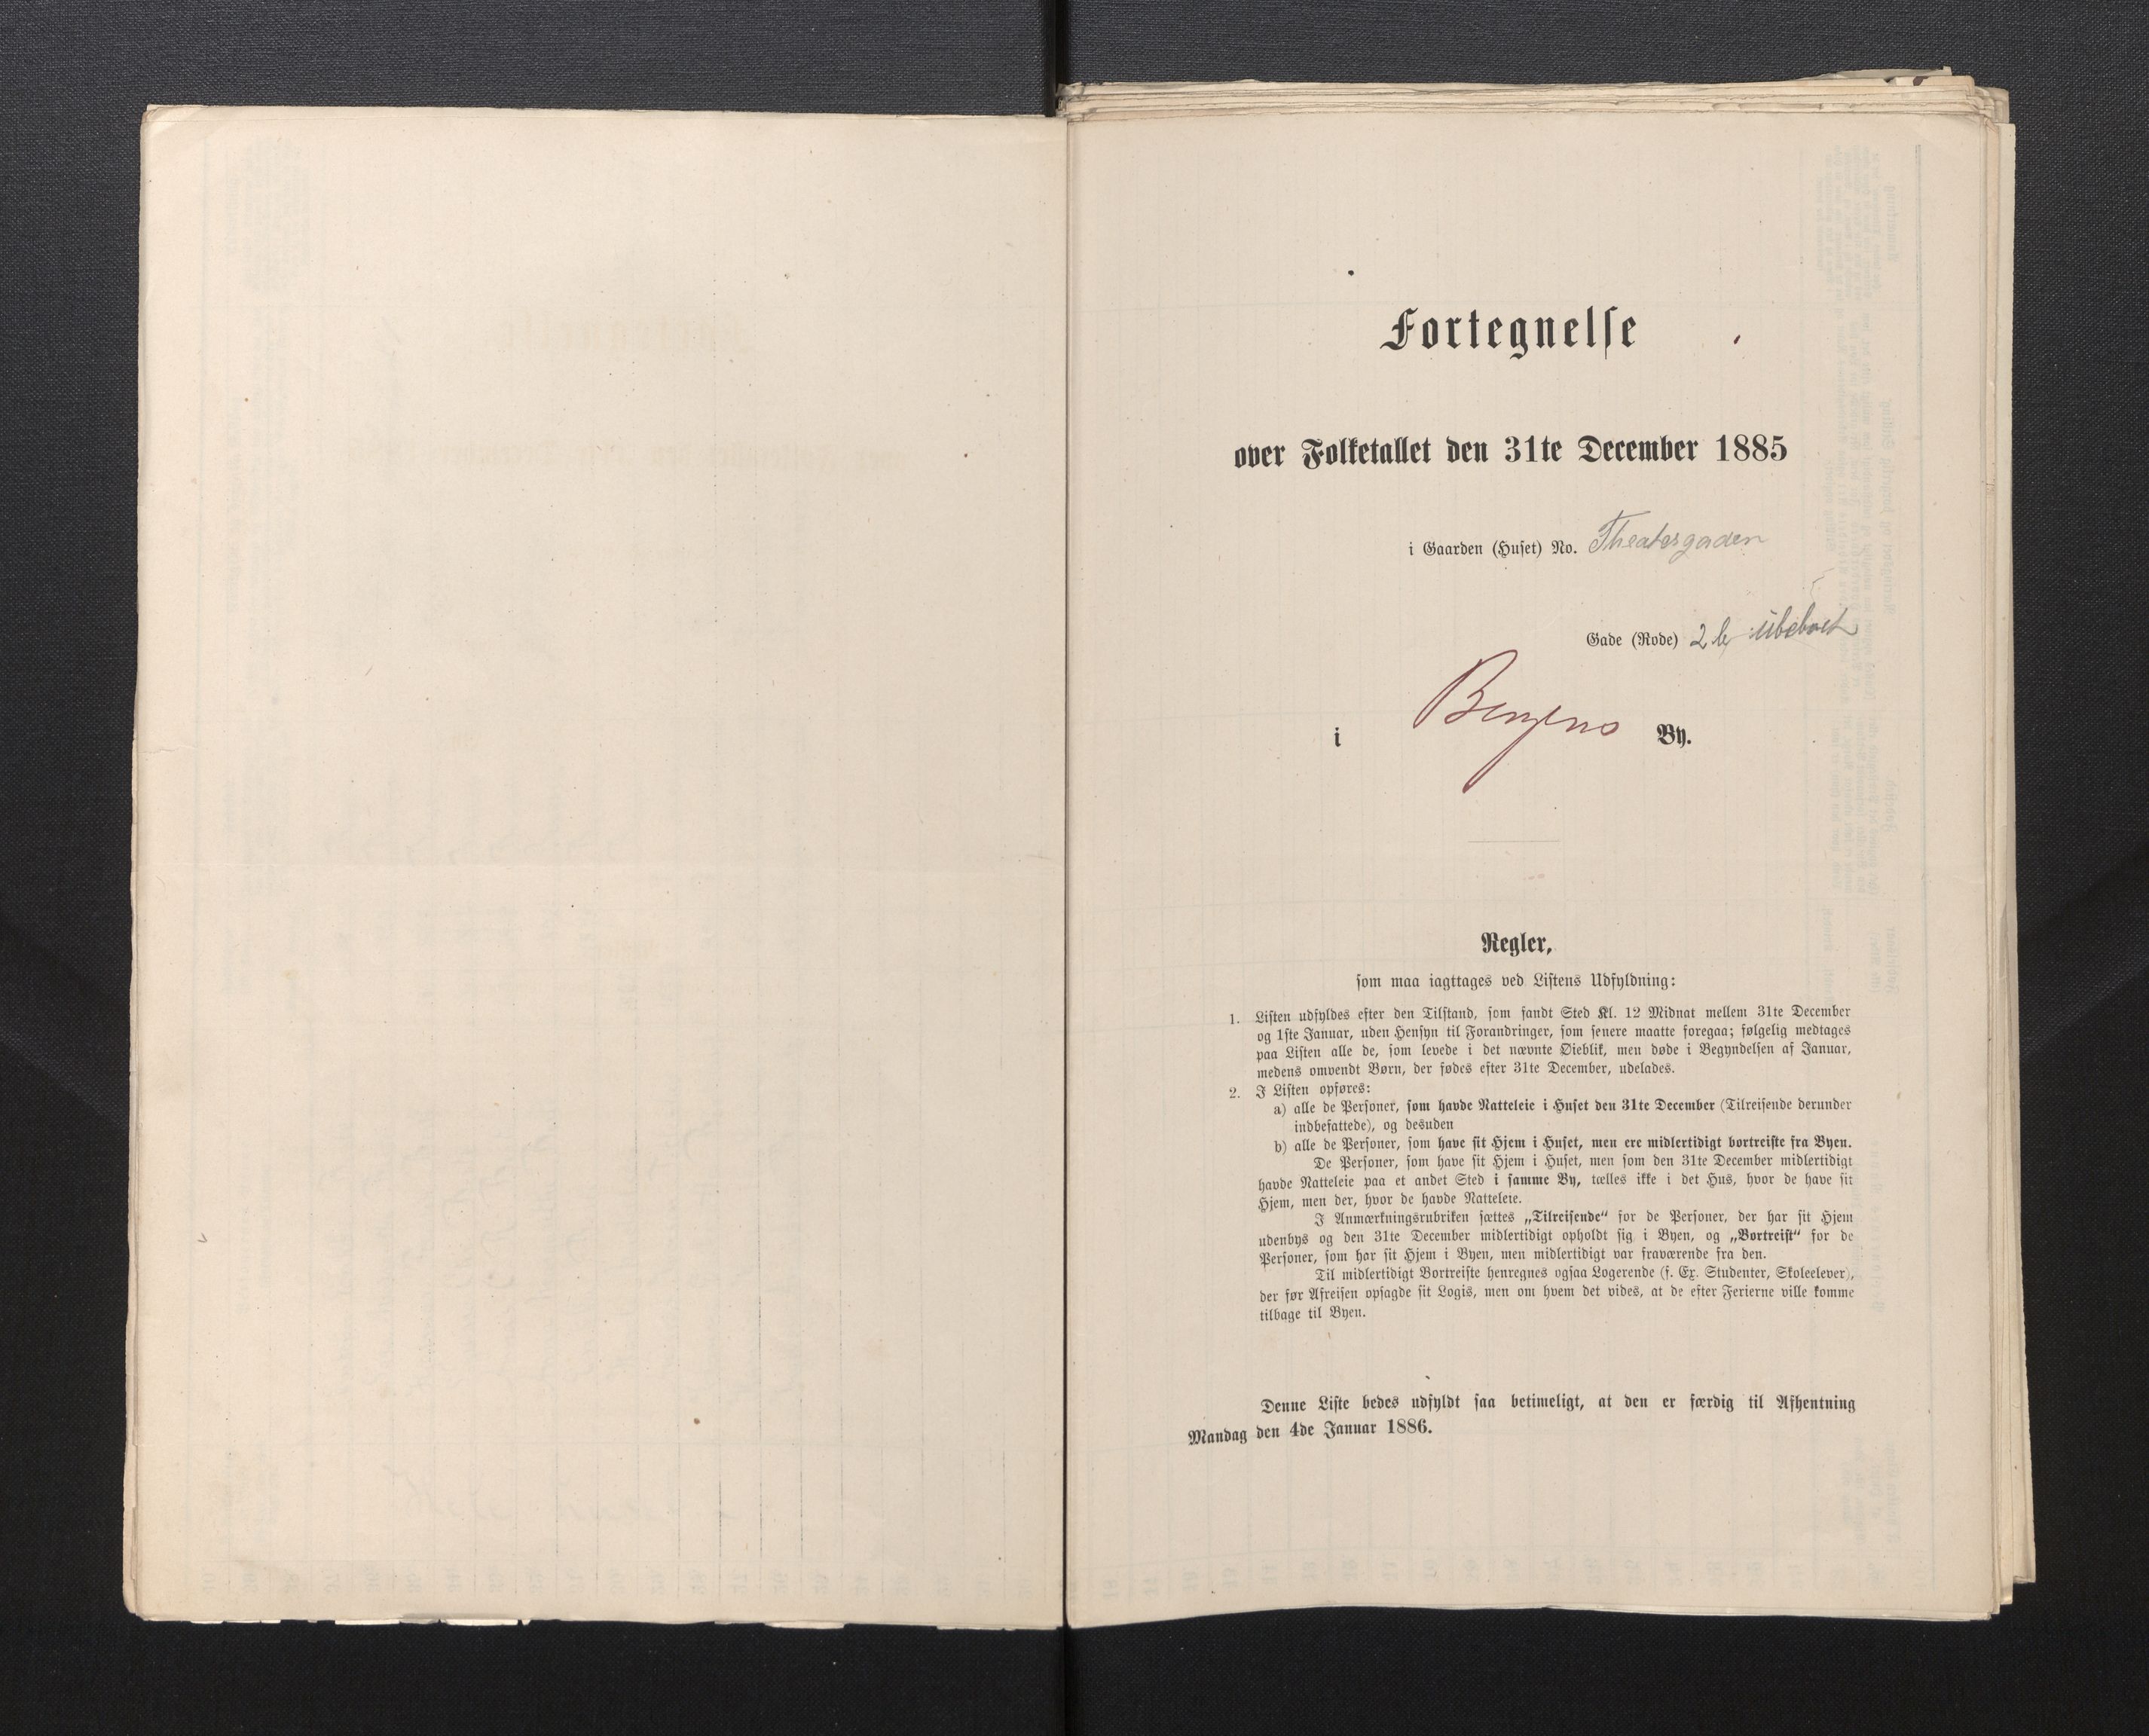 Fortegnelse
over Folketallet den 31te December 1885
i Gaarden (Huset) No. Theatergaden
Gade (Rode) 2 b ubeboet
i Bergens By.
Regler,
som maa iagttages ved Listens Udfyldning:
1. Listen udfyldes efter den Tilstand, som fandt Sted Kl. 12 Midnat mellem 31te December
og 1ste Januar, uden Hensyn til Forandringer, som senere maatte foregaa; følgelig medtages
paa Listen alle de, som levede i det nævnte Øieblik, men døde i Begyndelsen af Januar,
medens omvendt Børn, der fødes efter 31te December, udelades.
2. I Listen opføres:
a) alle de Personer, som havde Natteleie i Huset den 31te December (Tilreisende derunder
indbefattede), og desuden
b) alle de Personer, som have sit Hjem i Huset, men ere midlertidigt bortreiste fra Byen.
De Personer, som have sit Hjem i Huset, men som den 31te December midlertidigt
havde Natteleie paa et andet Sted i samme By, tælles ikke i det Hus, hvor de have sit
Hjem, men der, hvor de havde Natteleie.
I Anmærkningsrubriken sættes „Tilreisende“ for de Personer, der har sit Hjem
udenbys og den 31te December midlertidigt opholdt sig i Byen, og „Bortreist“ for de
Personer, som har sit Hjem i Byen, men midlertidigt var fraværende fra den.
Til midlertidigt Bortreiste henregnes ogsaa Logerende (f. Ex. Studenter, Skoleelever),
der før Afreisen opsagde sit Logis, men om hvem det vides, at de efter Ferierne ville komme
tilbage til Byen.
Denne Liste bedes udfyldt saa betimeligt, at den er færdig til Afhentning
Mandag den 4de Januar 1886.